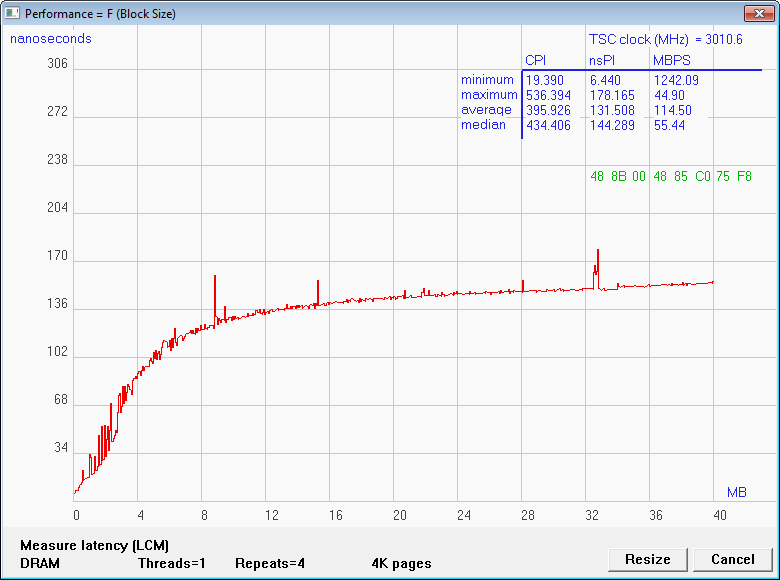 Performance = F (Block Size)
nanoseconds
TSC clock (MHz) = 3010.6
CPI nsPI MBPS
minimum 19.390 6.440 1242.09
maximum 536.394 178.165 44.90
average 395.926 131.508 114.50
median 434.406 144.289 55.44
48 8B 00 48 85 C0 75 F8
306
272
238
204
170
136
102
68
34
MB
0 4 8 12 16 20 24 28 32 36 40
Measure latency (LCM)
DRAM Threads=1 Repeats=4 4K pages
Resize Cancel